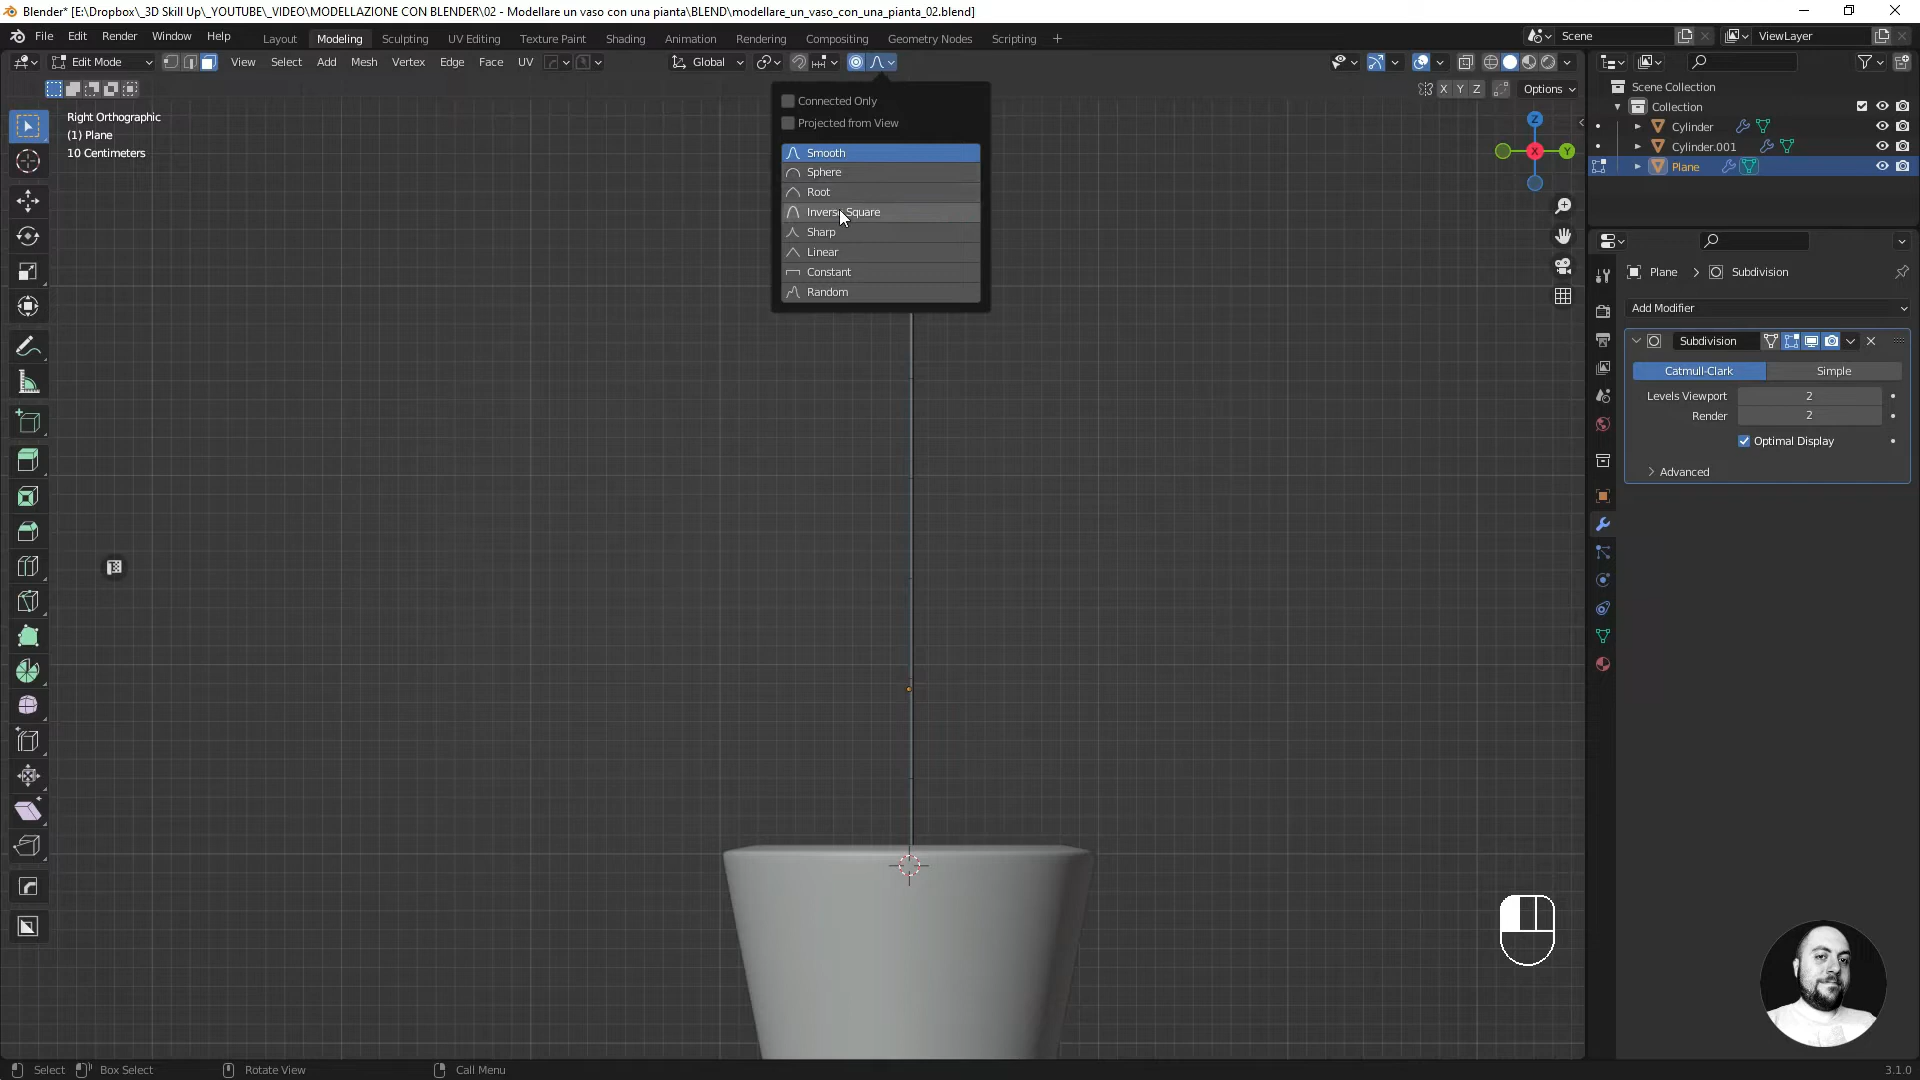 Blender* [E:\Dropbox\_3D Skill Up\_YOUTUBE\_VIDEO\MODELLAZIONE CON BLENDER\02 - Modellare un vaso con una pianta\BLEND\modellare_un_vaso_con_una_pianta_02.blend]
File Edit Render Window Help Layout Modeling Sculpting UV Editing Texture Paint Shading Animation Rendering Compositing Geometry Nodes Scripting + Scene ViewLayer
Edit Mode View Select Add Mesh Vertex Edge Face UV Global
X Y Z Options
Right Orthographic
(1) Plane
10 Centimeters
Connected Only
Projected from View
Smooth
Sphere
Root
Inverse Square
Sharp
Linear
Constant
Random
Z
X
Y
Scene Collection
Collection
Cylinder
Cylinder.001
Plane
Plane > Subdivision
Add Modifier
Subdivision
Catmull-Clark Simple
Levels Viewport 2
Render 2
Optimal Display
Advanced
Select Box Select Rotate View Call Menu 3.1.0